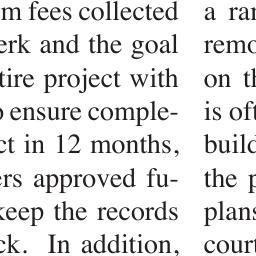 m fees collected
erk and the goal
tire project with
o ensure comple-
ct in 12 months,
ers approved fu-
keep the records
ck. In addition,
a ran
remo
on th
is oft
build
the p
plans
court